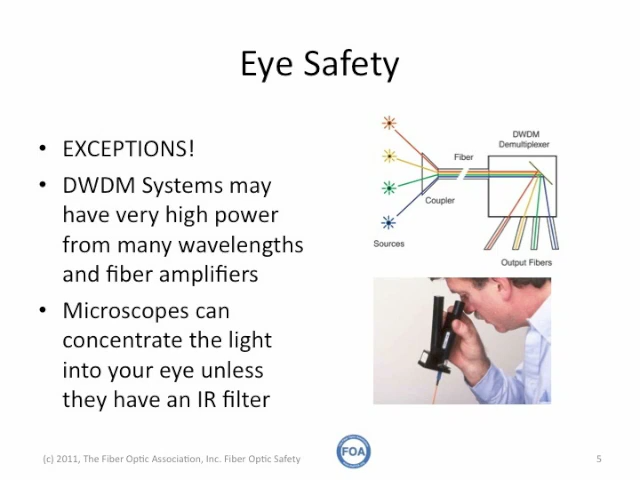 Eye Safety
• EXCEPTIONS!
• DWDM Systems may
have very high power
from many wavelengths
and fiber amplifiers
• Microscopes can
concentrate the light
into your eye unless
they have an IR filter
DWDM
Demultiplexer
Fiber
Coupler
Sources
Output Fibers
(c) 2011, The Fiber Optic Association, Inc. Fiber Optic Safety
FOA
5